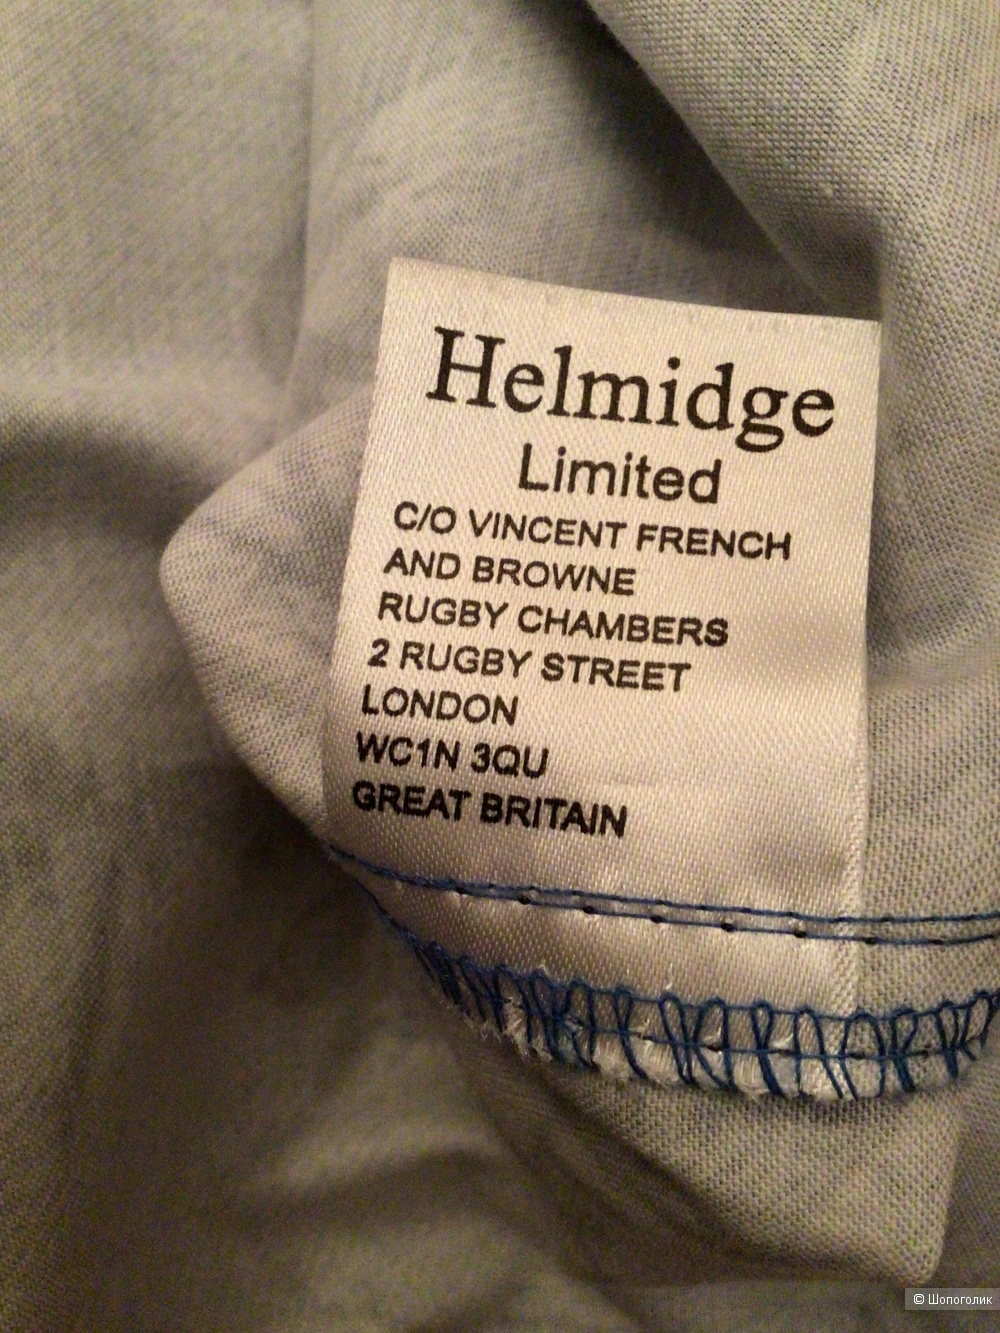 Helmidge
Limited
C/O VINCENT FRENCH
AND BROWNE
RUGBY CHAMBERS
2 RUGBY STREET
LONDON
WC1N 3QU
GREAT BRITAIN
© Шопоголик